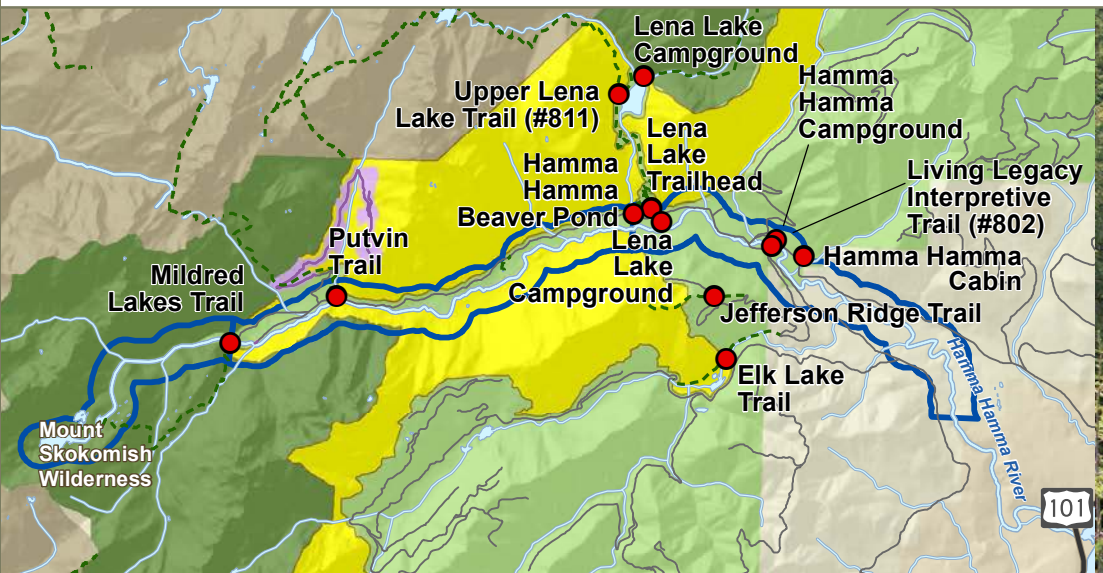 Lena Lake
Campground
Hamma
Hamma
Campground
Upper Lena
Lake Trail (#811)
Lena
Lake
Trailhead
Hamma
Hamma
Beaver Pond
Living Legacy
Interpretive
Trail (#802)
Putvin
Trail
Lena
Lake
Campground
Hamma Hamma
Cabin
Mildred
Lakes Trail
Jefferson Ridge Trail
Elk Lake
Trail
Hamma Hamma River
Mount
Skokomish
Wilderness
101